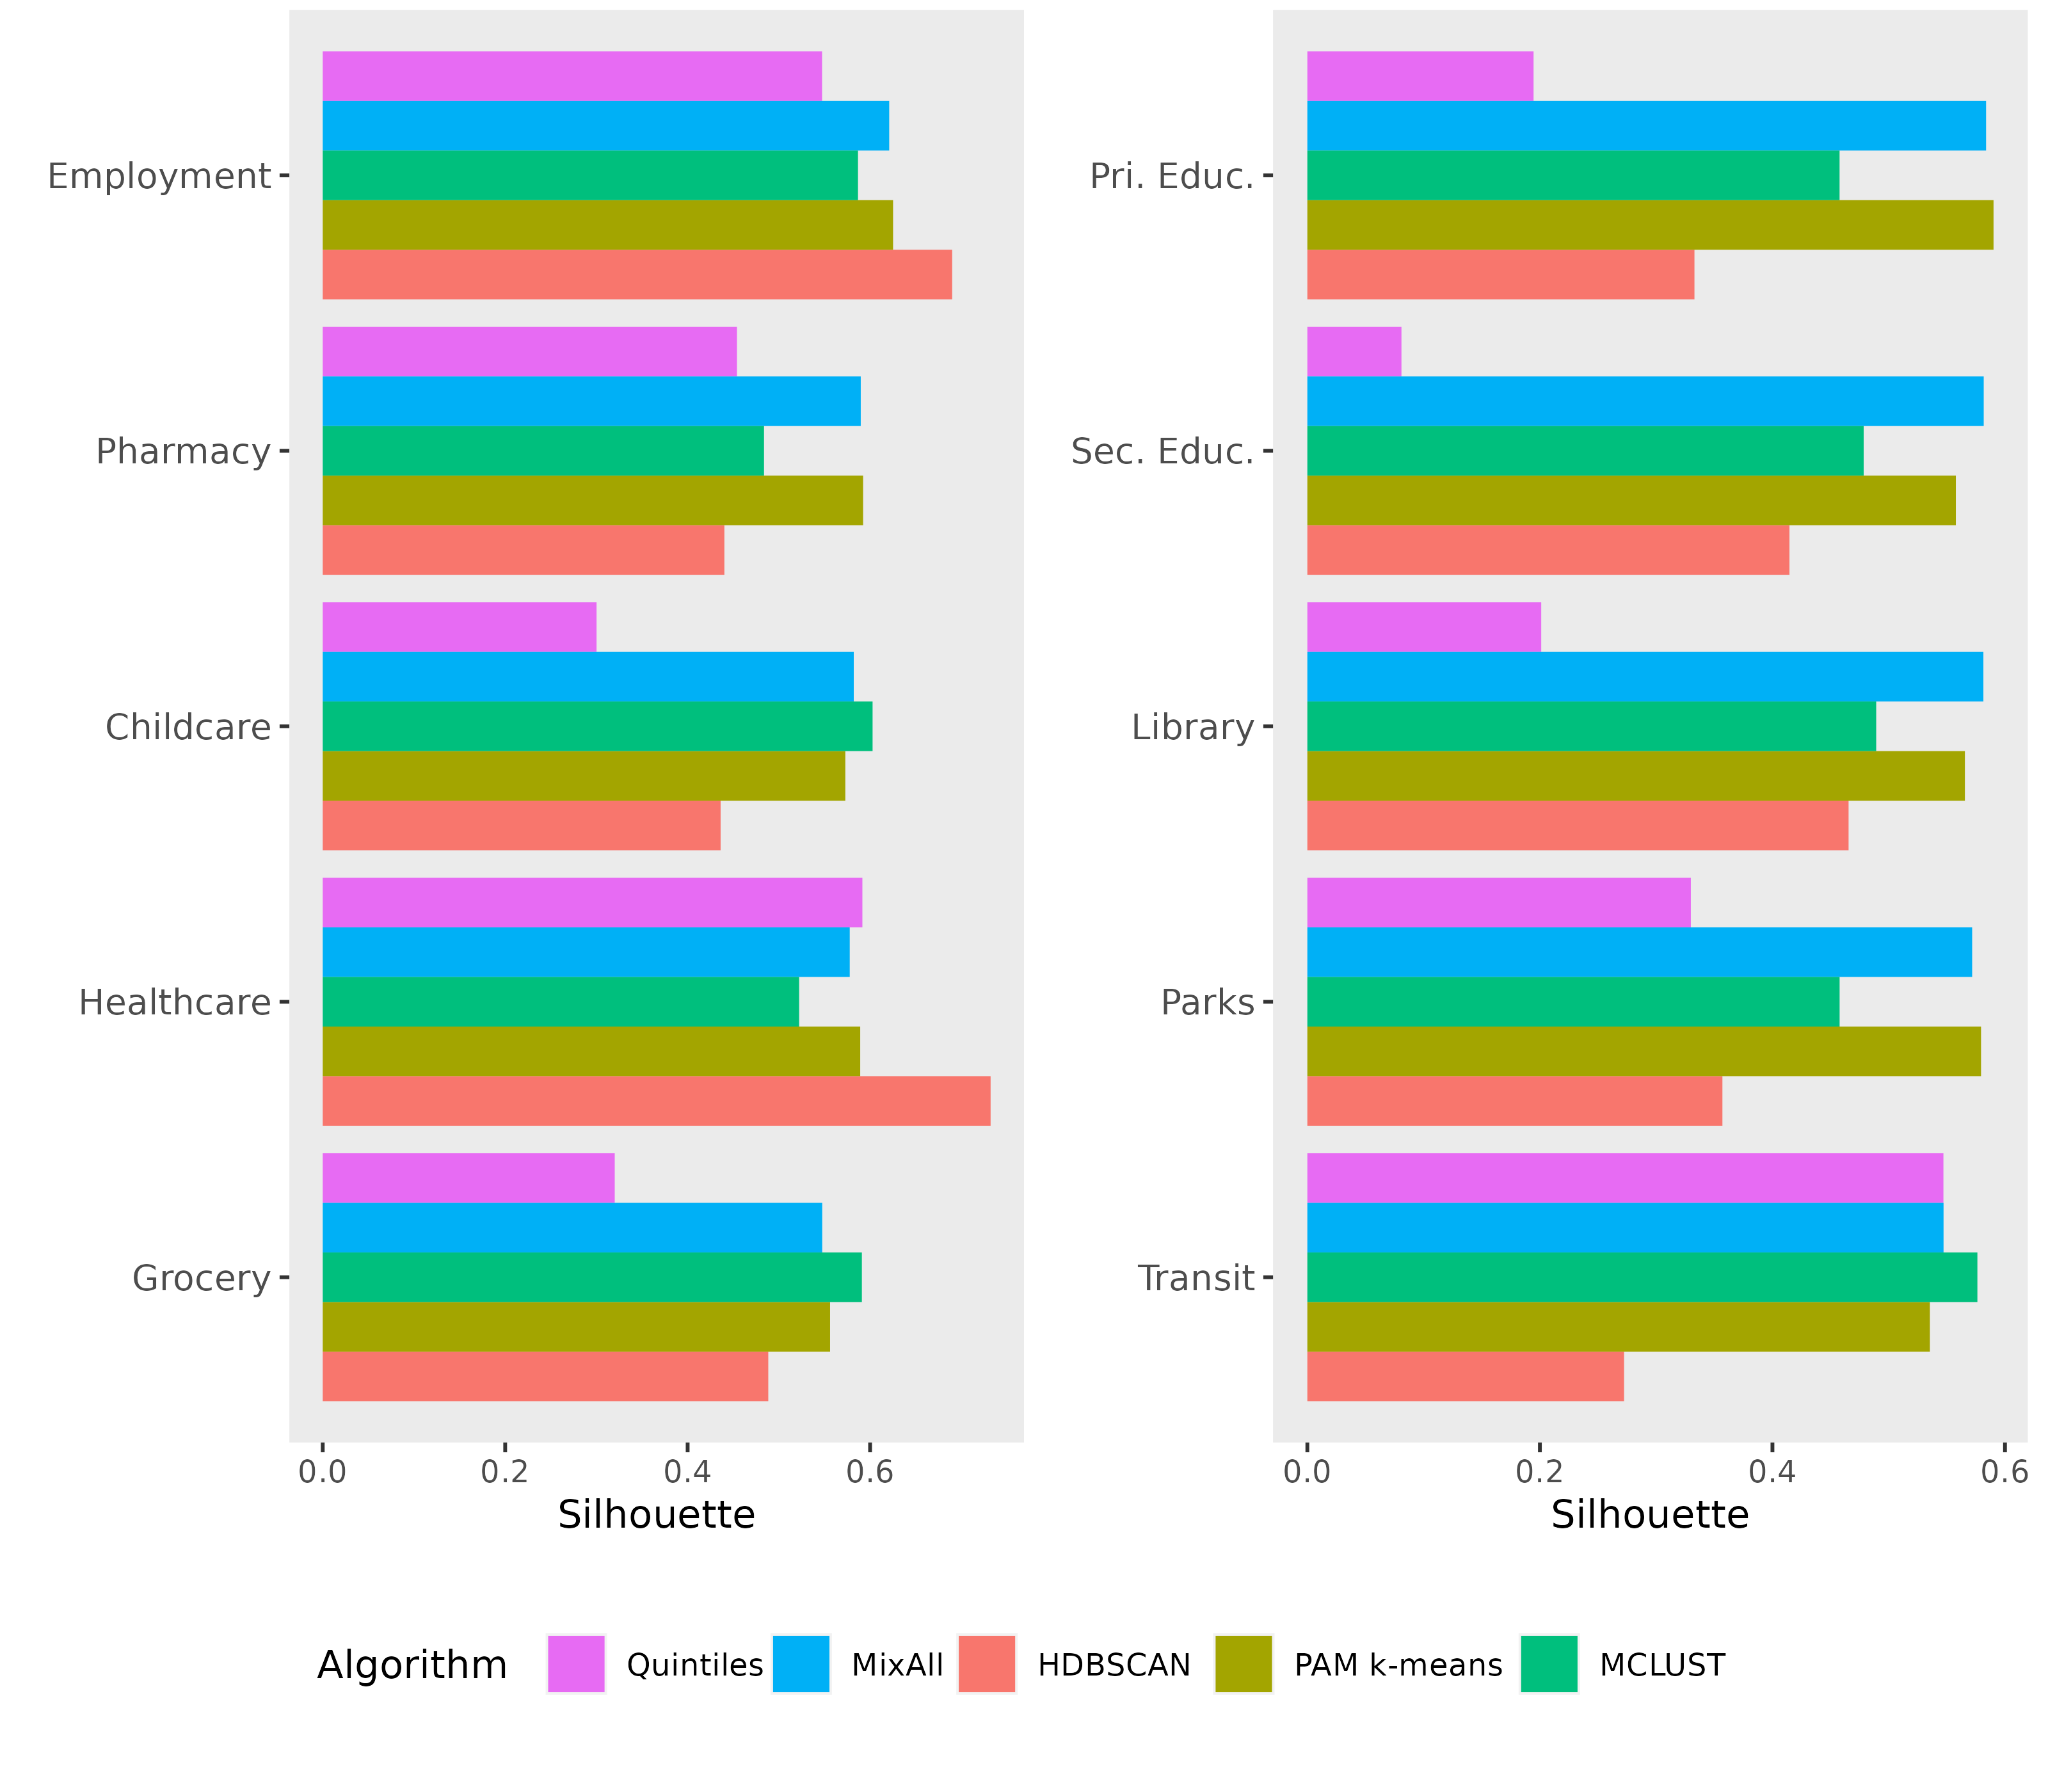 Employment
Pharmacy
Childcare
Healthcare
Grocery
0.0 0.2 0.4 0.6
Silhouette
Pri. Educ.
Sec. Educ.
Library
Parks
Transit
0.0 0.2 0.4 0.6
Silhouette
Algorithm Quintiles MixAll HDBSCAN PAM k-means MCLUST